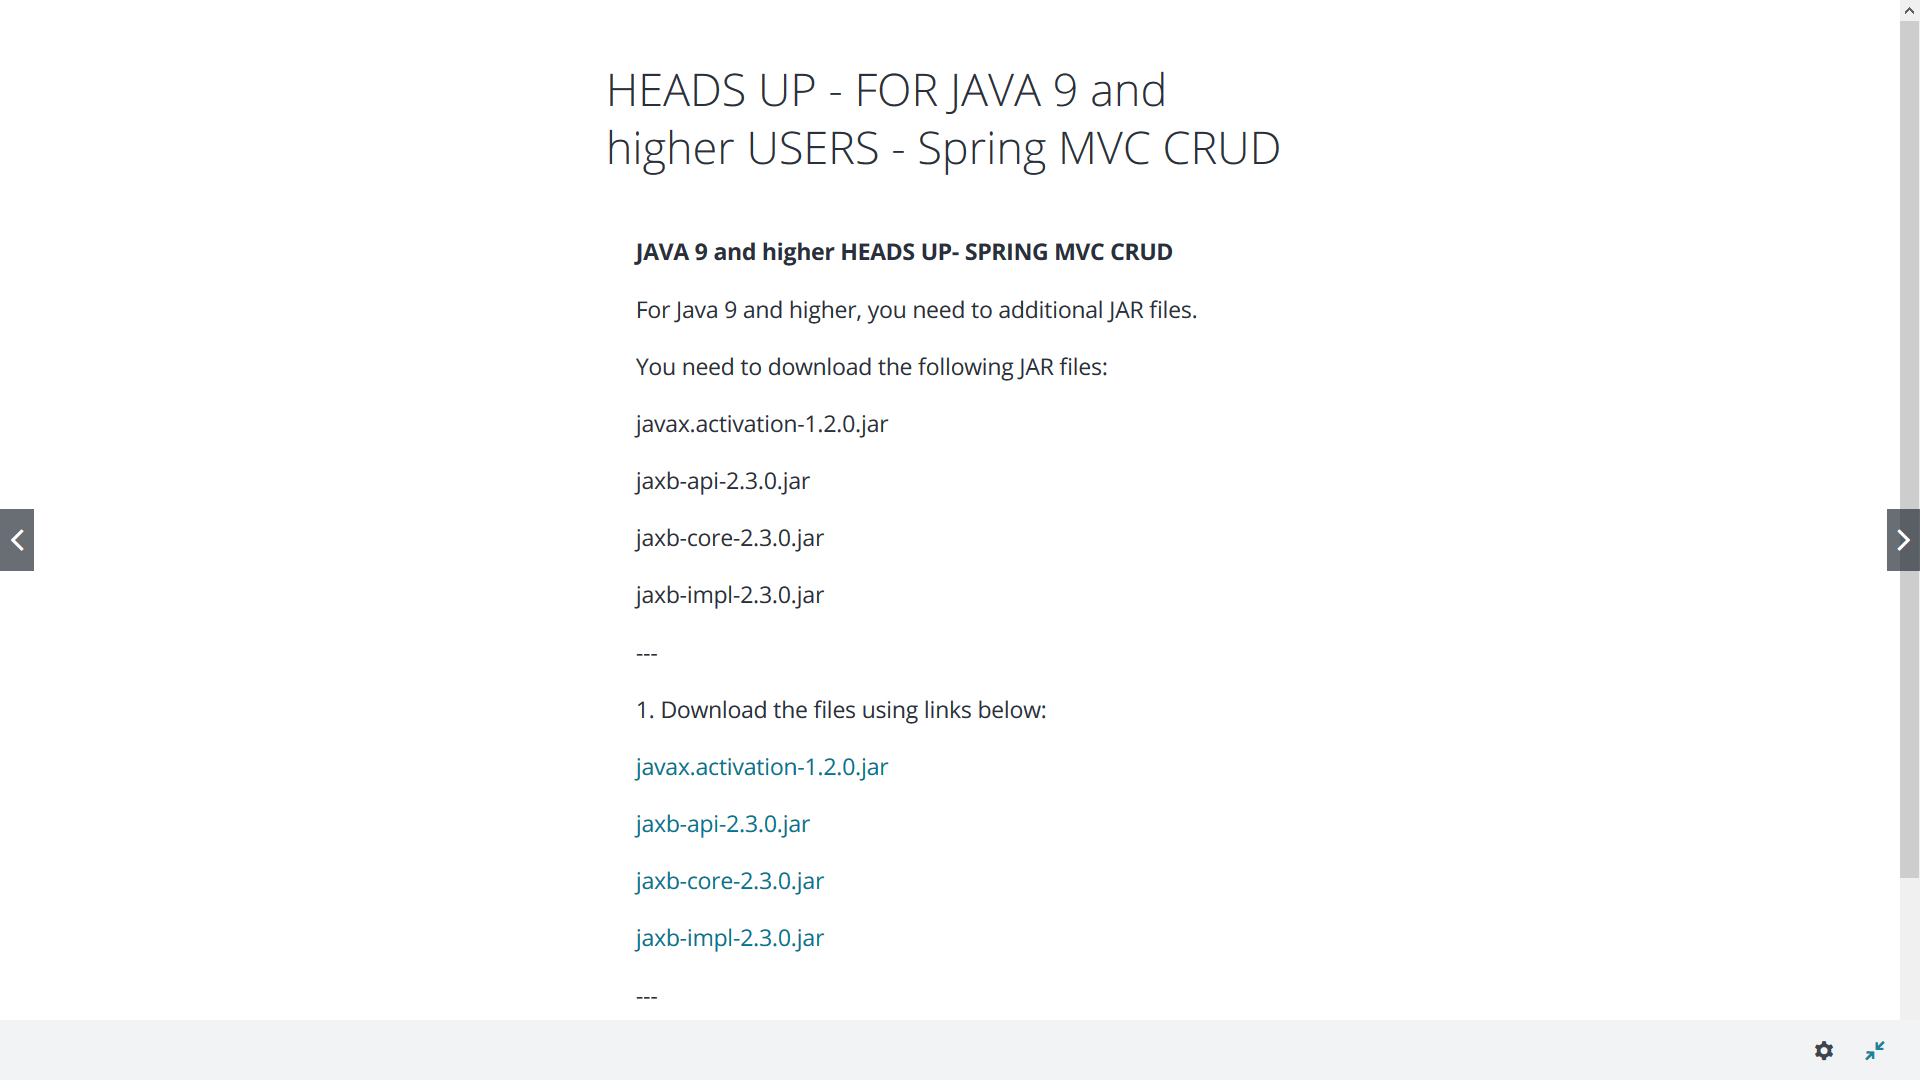 HEADS UP - FOR JAVA 9 and
higher USERS - Spring MVC CRUD
JAVA 9 and higher HEADS UP- SPRING MVC CRUD
For Java 9 and higher, you need to additional JAR files.
You need to download the following JAR files:
javax.activation-1.2.0.jar
jaxb-api-2.3.0.jar
jaxb-core-2.3.0.jar
jaxb-impl-2.3.0.jar
---
1. Download the files using links below:
javax.activation-1.2.0.jar
jaxb-api-2.3.0.jar
jaxb-core-2.3.0.jar
jaxb-impl-2.3.0.jar
---